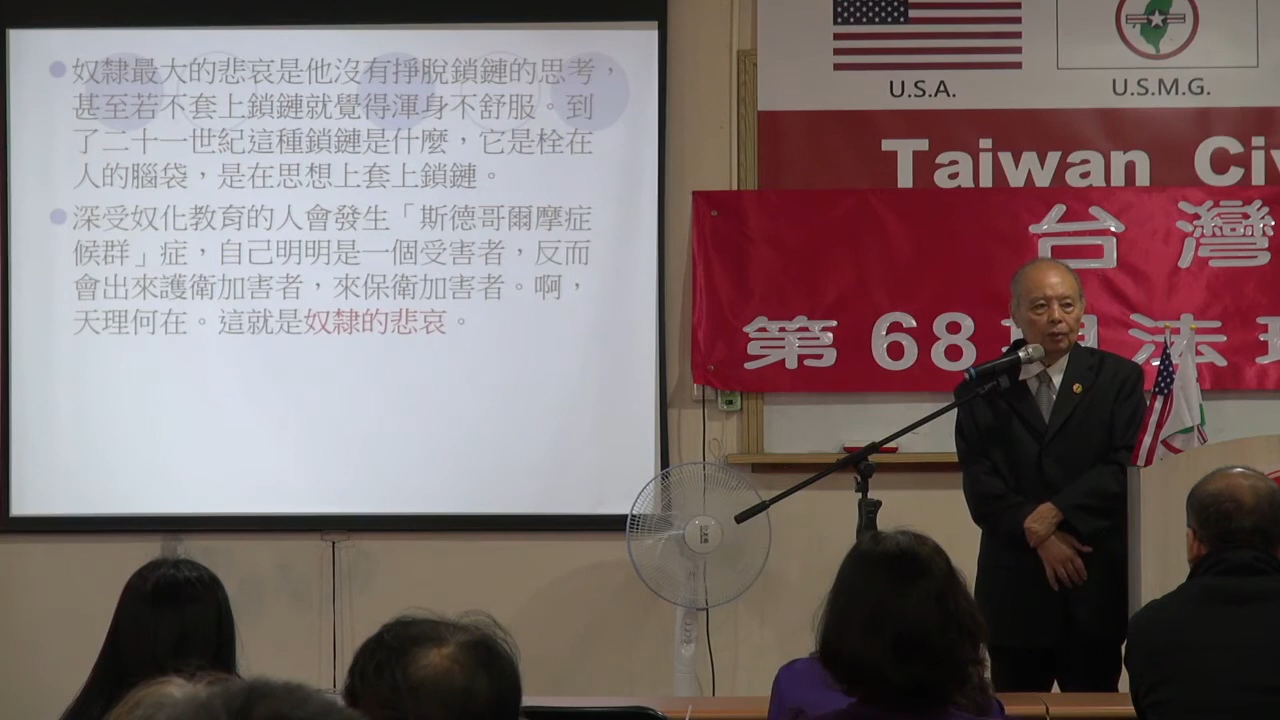 奴隸最大的悲哀是他沒有掙脫鎖鏈的思考，
甚至若不套上鎖鏈就覺得渾身不舒服。到
了二十一世紀這種鎖鏈是什麼，它是栓在
人的腦袋，是在思想上套上鎖鏈。
深受奴化教育的人會發生「斯德哥爾摩症
候群」症，自己明明是一個受害者，反而
會出來護衛加害者，來保衛加害者。啊，
天理何在。這就是奴隸的悲哀。
U.S.A.
U.S.M.G.
Taiwan Civ
台灣
第68期法